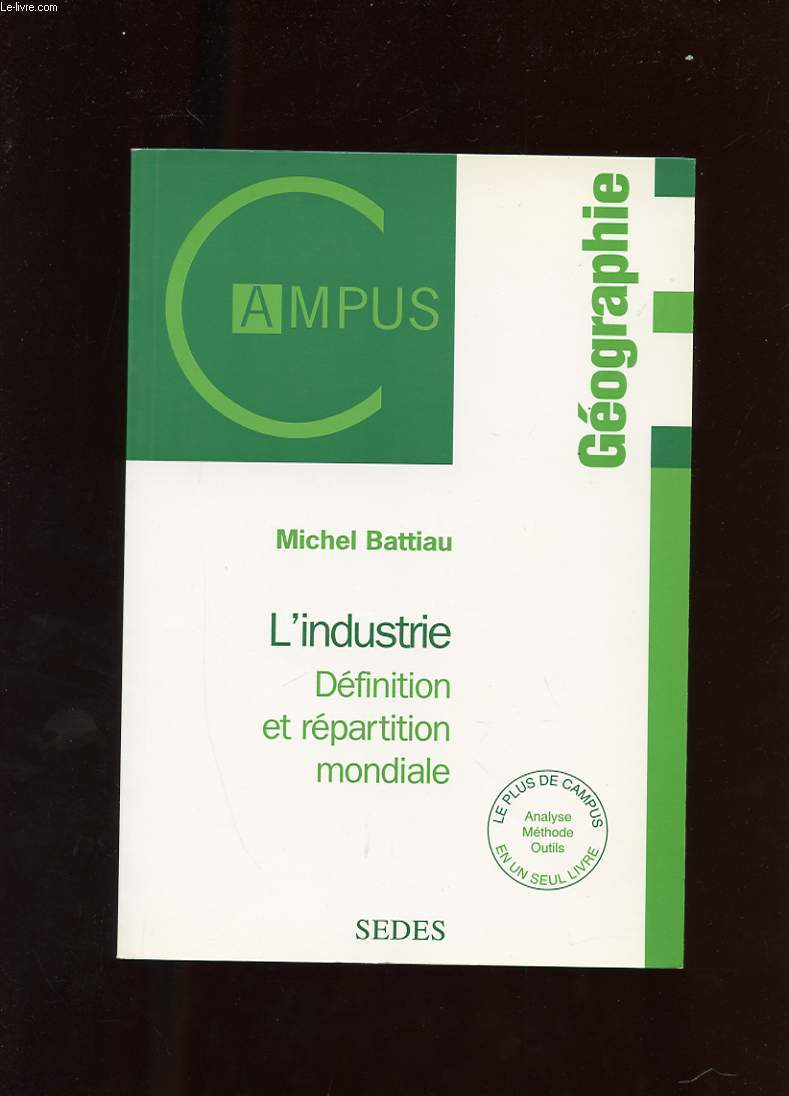 Le-livre.com
CAMPUS
Géographie
Michel Battiau
L'industrie
Définition
et répartition
mondiale
LE PLUS DE CAMPUS
Analyse
Méthode
Outils
EN UN SEUL LIVRE
SEDES